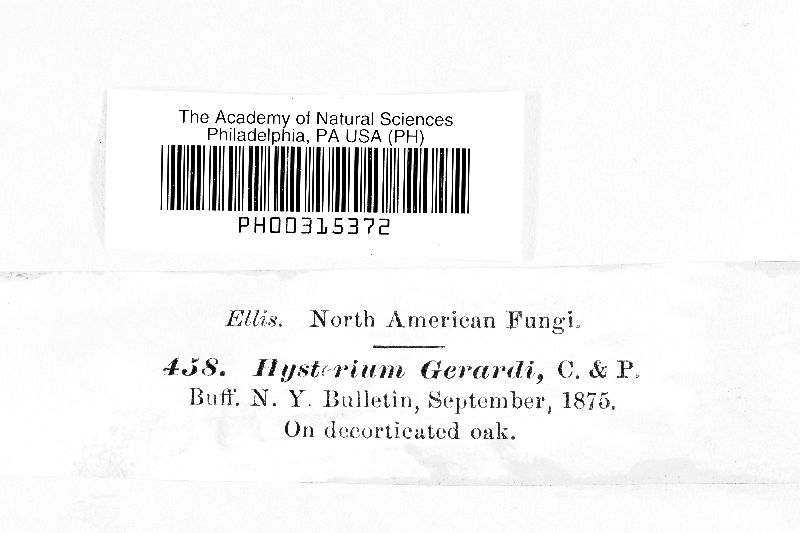 The Academy of Natural Sciences
Philadelphia, PA USA (PH)
PH00315372
Ellis. North American Fungi.
458. Hysterium Gerardi, C. & P.
Buff. N. Y. Bulletin, September, 1875.
On decorticated oak.